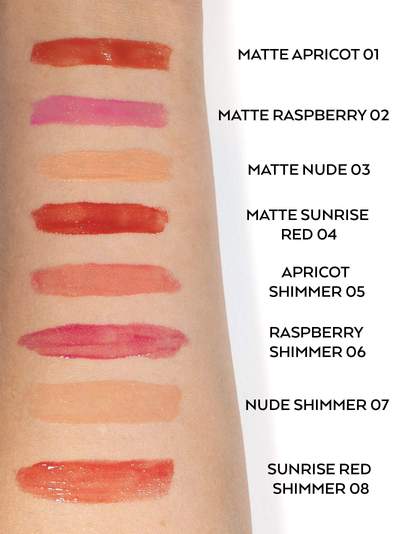 MATTE APRICOT 01
MATTE RASPBERRY 02
MATTE NUDE 03
MATTE SUNRISE
RED 04
APRICOT
SHIMMER 05
RASPBERRY
SHIMMER 06
NUDE SHIMMER 07
SUNRISE RED
SHIMMER 08